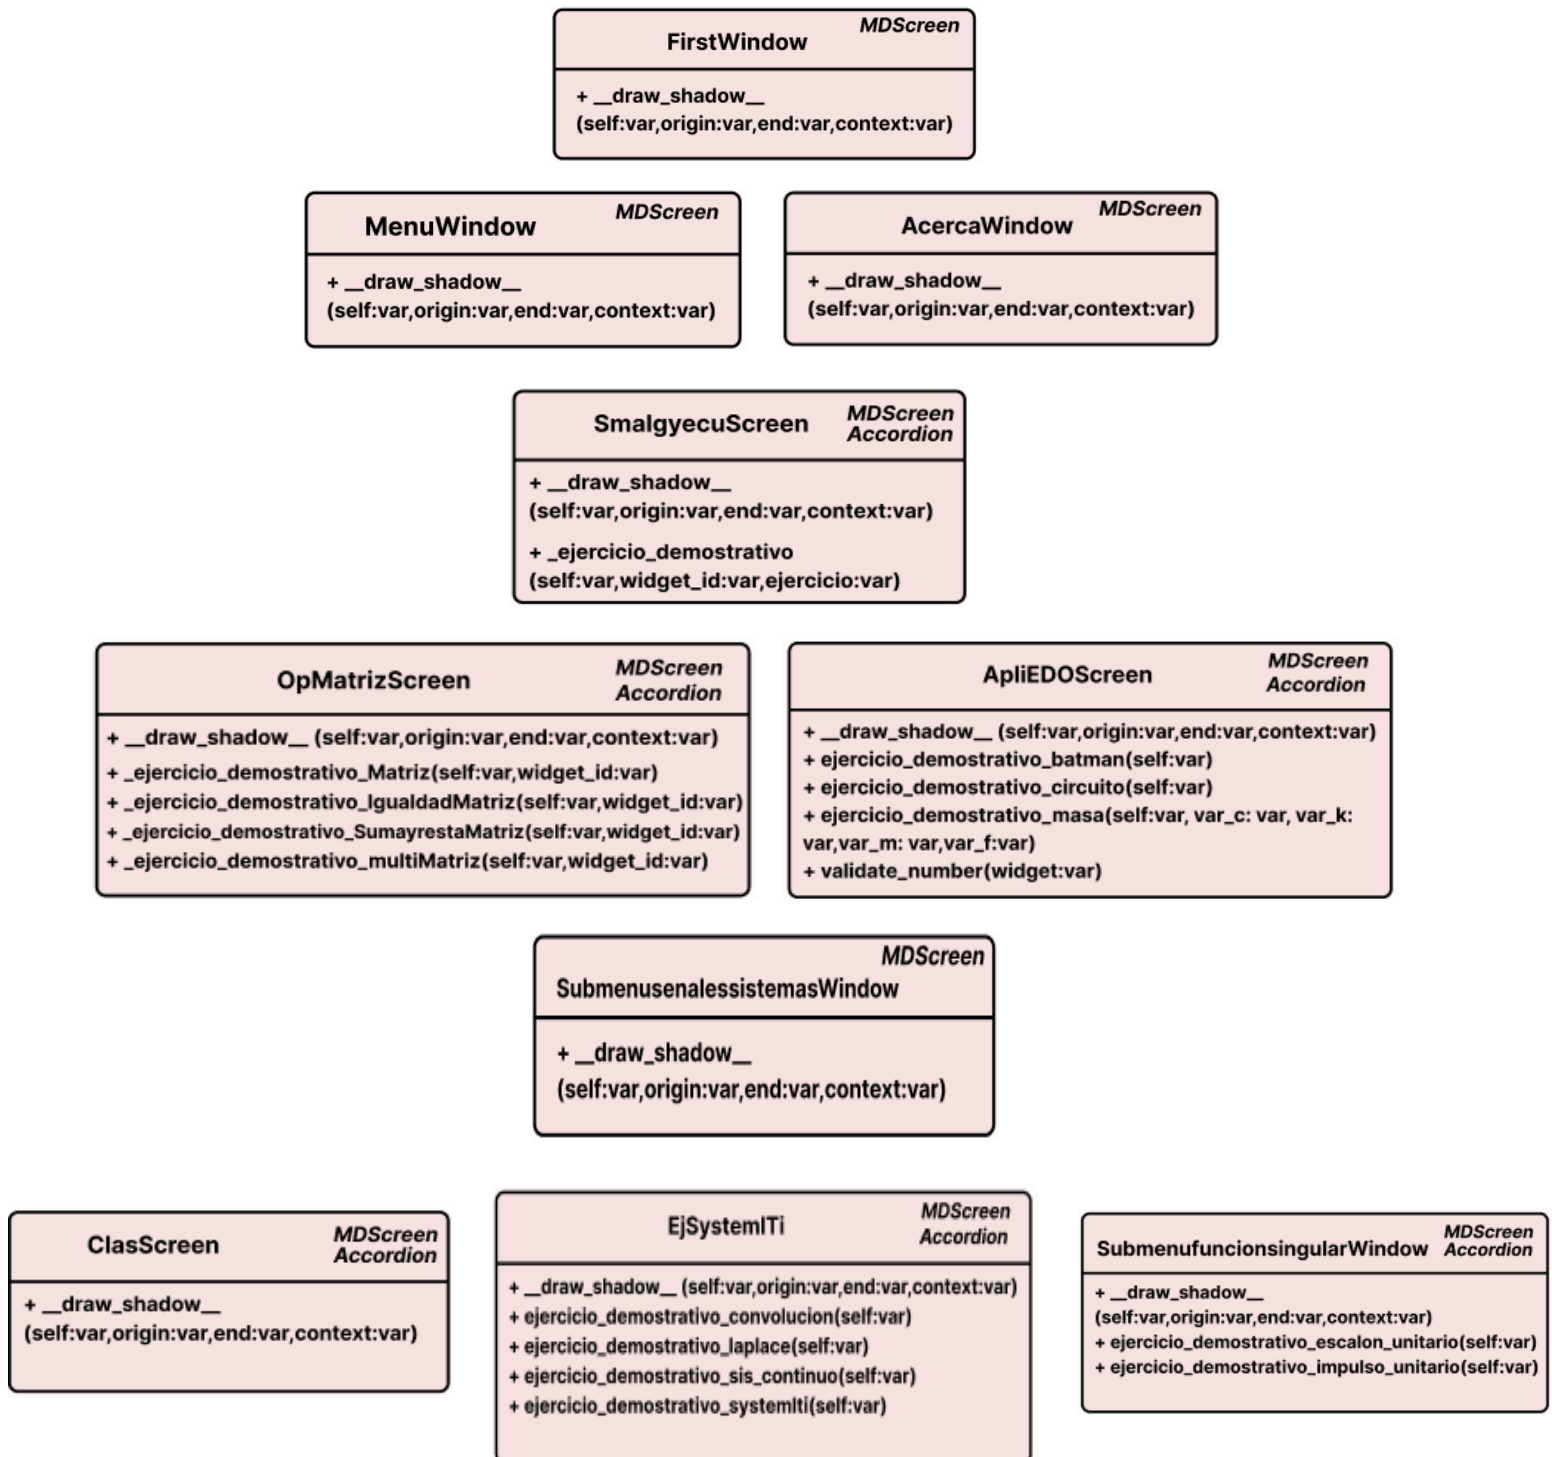 MDScreen
FirstWindow
+ __draw_shadow__
(self:var,origin:var,end:var,context:var)
MDScreen
MenuWindow
+ __draw_shadow__
(self:var,origin:var,end:var,context:var)
MDScreen
AcercaWindow
+ __draw_shadow__
(self:var,origin:var,end:var,context:var)
SmalgyecuScreen
MDScreen
Accordion
+ __draw_shadow__
(self:var,origin:var,end:var,context:var)
+ _ejercicio_demostrativo
(self:var,widget_id:var,ejercicio:var)
OpMatrizScreen
MDScreen
Accordion
+ __draw_shadow__ (self:var,origin:var,end:var,context:var)
+ _ejercicio_demostrativo_Matriz(self:var,widget_id:var)
+ _ejercicio_demostrativo_IgualdadMatriz(self:var,widget_id:var)
+ _ejercicio_demostrativo_SumayrestaMatriz(self:var,widget_id:var)
+ _ejercicio_demostrativo_multiMatriz(self:var,widget_id:var)
ApliEDOScreen
MDScreen
Accordion
+ __draw_shadow__ (self:var,origin:var,end:var,context:var)
+ ejercicio_demostrativo_batman(self:var)
+ ejercicio_demostrativo_circuito(self:var)
+ ejercicio_demostrativo_masa(self:var, var_c: var, var_k:
var,var_m: var,var_f:var)
+ validate_number(widget:var)
MDScreen
SubmenusenalessistemasWindow
+ __draw_shadow__
(self:var,origin:var,end:var,context:var)
ClasScreen
MDScreen
Accordion
+ __draw_shadow__
(self:var,origin:var,end:var,context:var)
EjSystemlTi
MDScreen
Accordion
+ __draw_shadow__ (self:var,origin:var,end:var,context:var)
+ ejercicio_demostrativo_convolucion(self:var)
+ ejercicio_demostrativo_laplace(self:var)
+ ejercicio_demostrativo_sis_continuo(self:var)
+ ejercicio_demostrativo_systemlti(self:var)
SubmenufuncionsingularWindow
MDScreen
Accordion
+ __draw_shadow__
(self:var,origin:var,end:var,context:var)
+ ejercicio_demostrativo_escalon_unitario(self:var)
+ ejercicio_demostrativo_impulso_unitario(self:var)